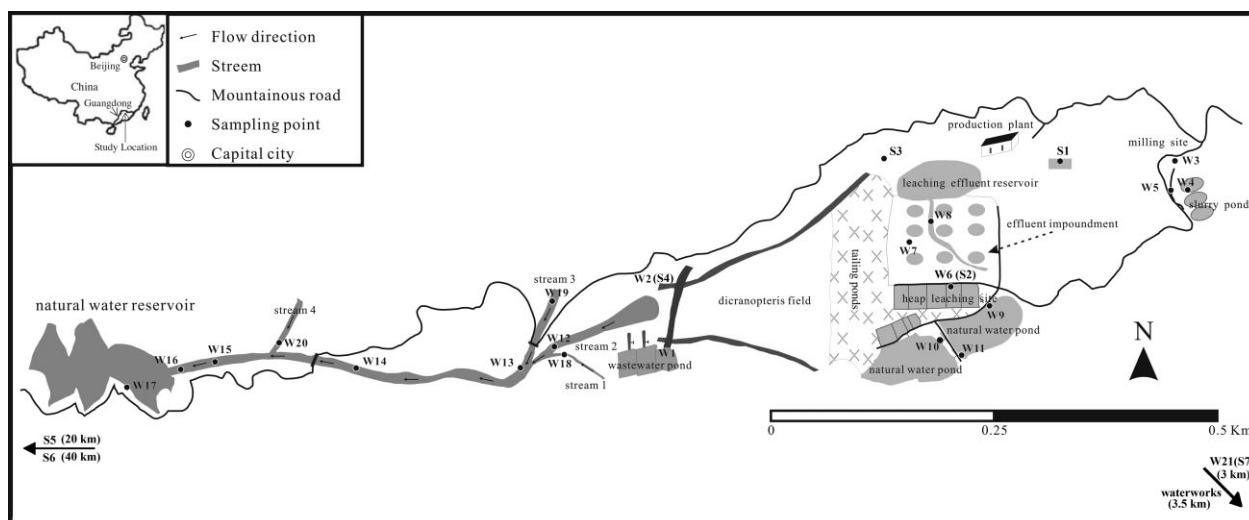 Beijing
China
Guangdong
Study Location
Flow direction
Streem
Mountainous road
Sampling point
Capital city
production plant
milling site
S3
S1
W3
leaching effluent reservoir
W5
W4
slurry pond
W8
effluent impoundment
W7
tailing ponds
stream 3
W2 (S4)
W6 (S2)
dicranopteris field
W19
heap leaching site
natural water reservoir
stream 4
W9
W12
natural water pond
W20
stream 2
W10
W11
N
W16
W15
W14
W13
W18
W1
wastewater pond
natural water pond
W17
stream 1
0
0.25
0.5 Km
S5 (20 km)
S6 (40 km)
W21(S7
(3 km)
waterworks
(3.5 km)